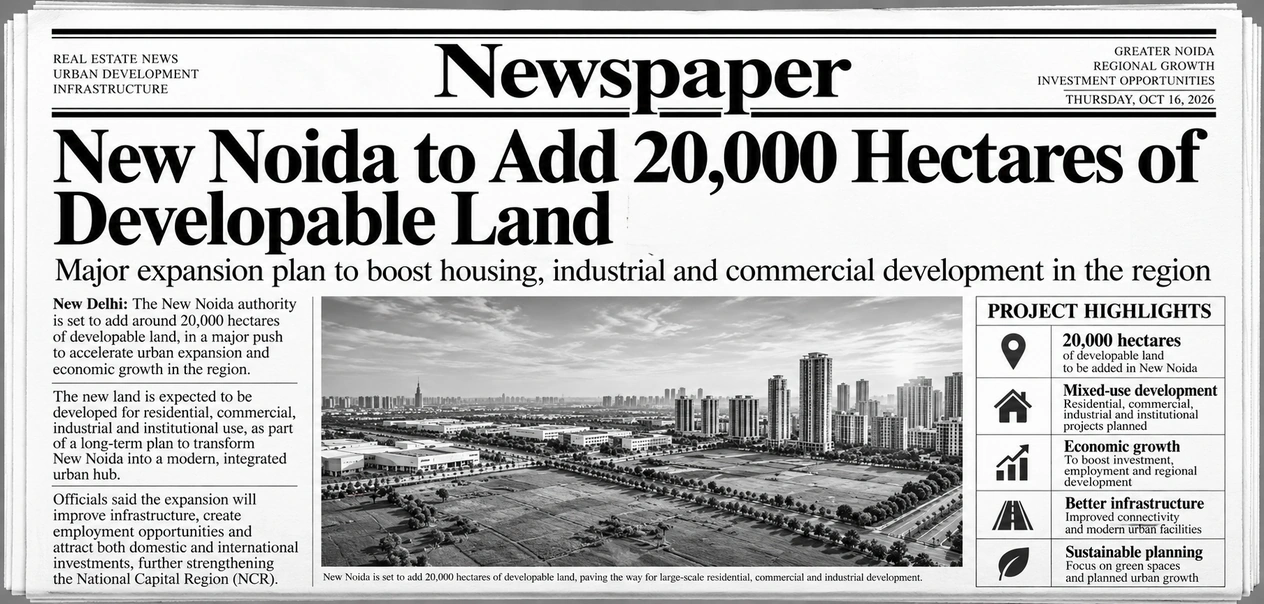 REAL ESTATE NEWS
URBAN DEVELOPMENT
INFRASTRUCTURE
Newspaper
GREATER NOIDA
REGIONAL GROWTH
INVESTMENT OPPORTUNITIES
THURSDAY, OCT 16, 2026
New Noida to Add 20,000 Hectares of
Developable Land
Major expansion plan to boost housing, industrial and commercial development in the region
New Delhi: The New Noida authority
is set to add around 20,000 hectares
of developable land, in a major push
to accelerate urban expansion and
economic growth in the region.
The new land is expected to be
developed for residential, commercial,
industrial and institutional use, as part
of a long-term plan to transform
New Noida into a modern, integrated
urban hub.
Officials said the expansion will
improve infrastructure, create
employment opportunities and
attract both domestic and international
investments, further strengthening
the National Capital Region (NCR).
New Noida is set to add 20,000 hectares of developable land, paving the way for large-scale residential, commercial and industrial development.
PROJECT HIGHLIGHTS
20,000 hectares
of developable land
to be added in New Noida
Mixed-use development
Residential, commercial,
industrial and institutional
projects planned
Economic growth
To boost investment,
employment and regional
development
Better infrastructure
Improved connectivity
and modern urban facilities
Sustainable planning
Focus on green spaces
and planned urban growth